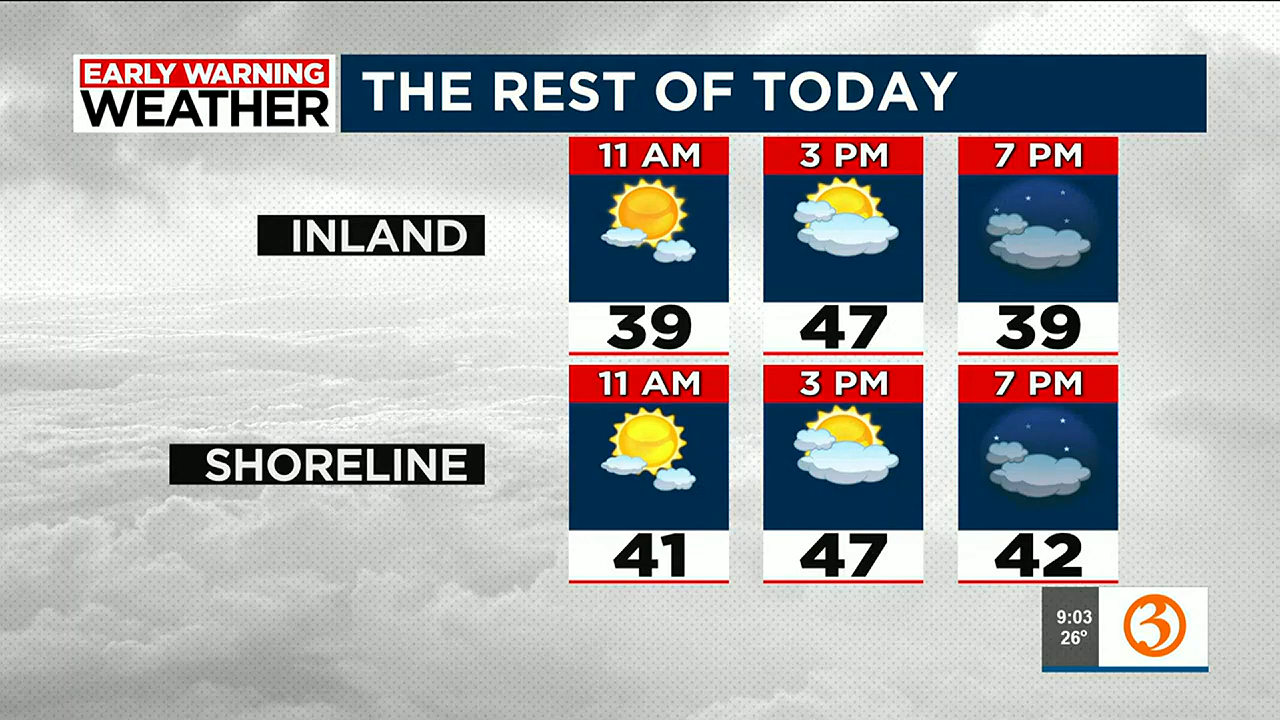 EARLY WARNING
WEATHER
THE REST OF TODAY
INLAND
11 AM
3 PM
7 PM
39
47
39
SHORELINE
11 AM
3 PM
7 PM
41
47
42
9:03
26°
3